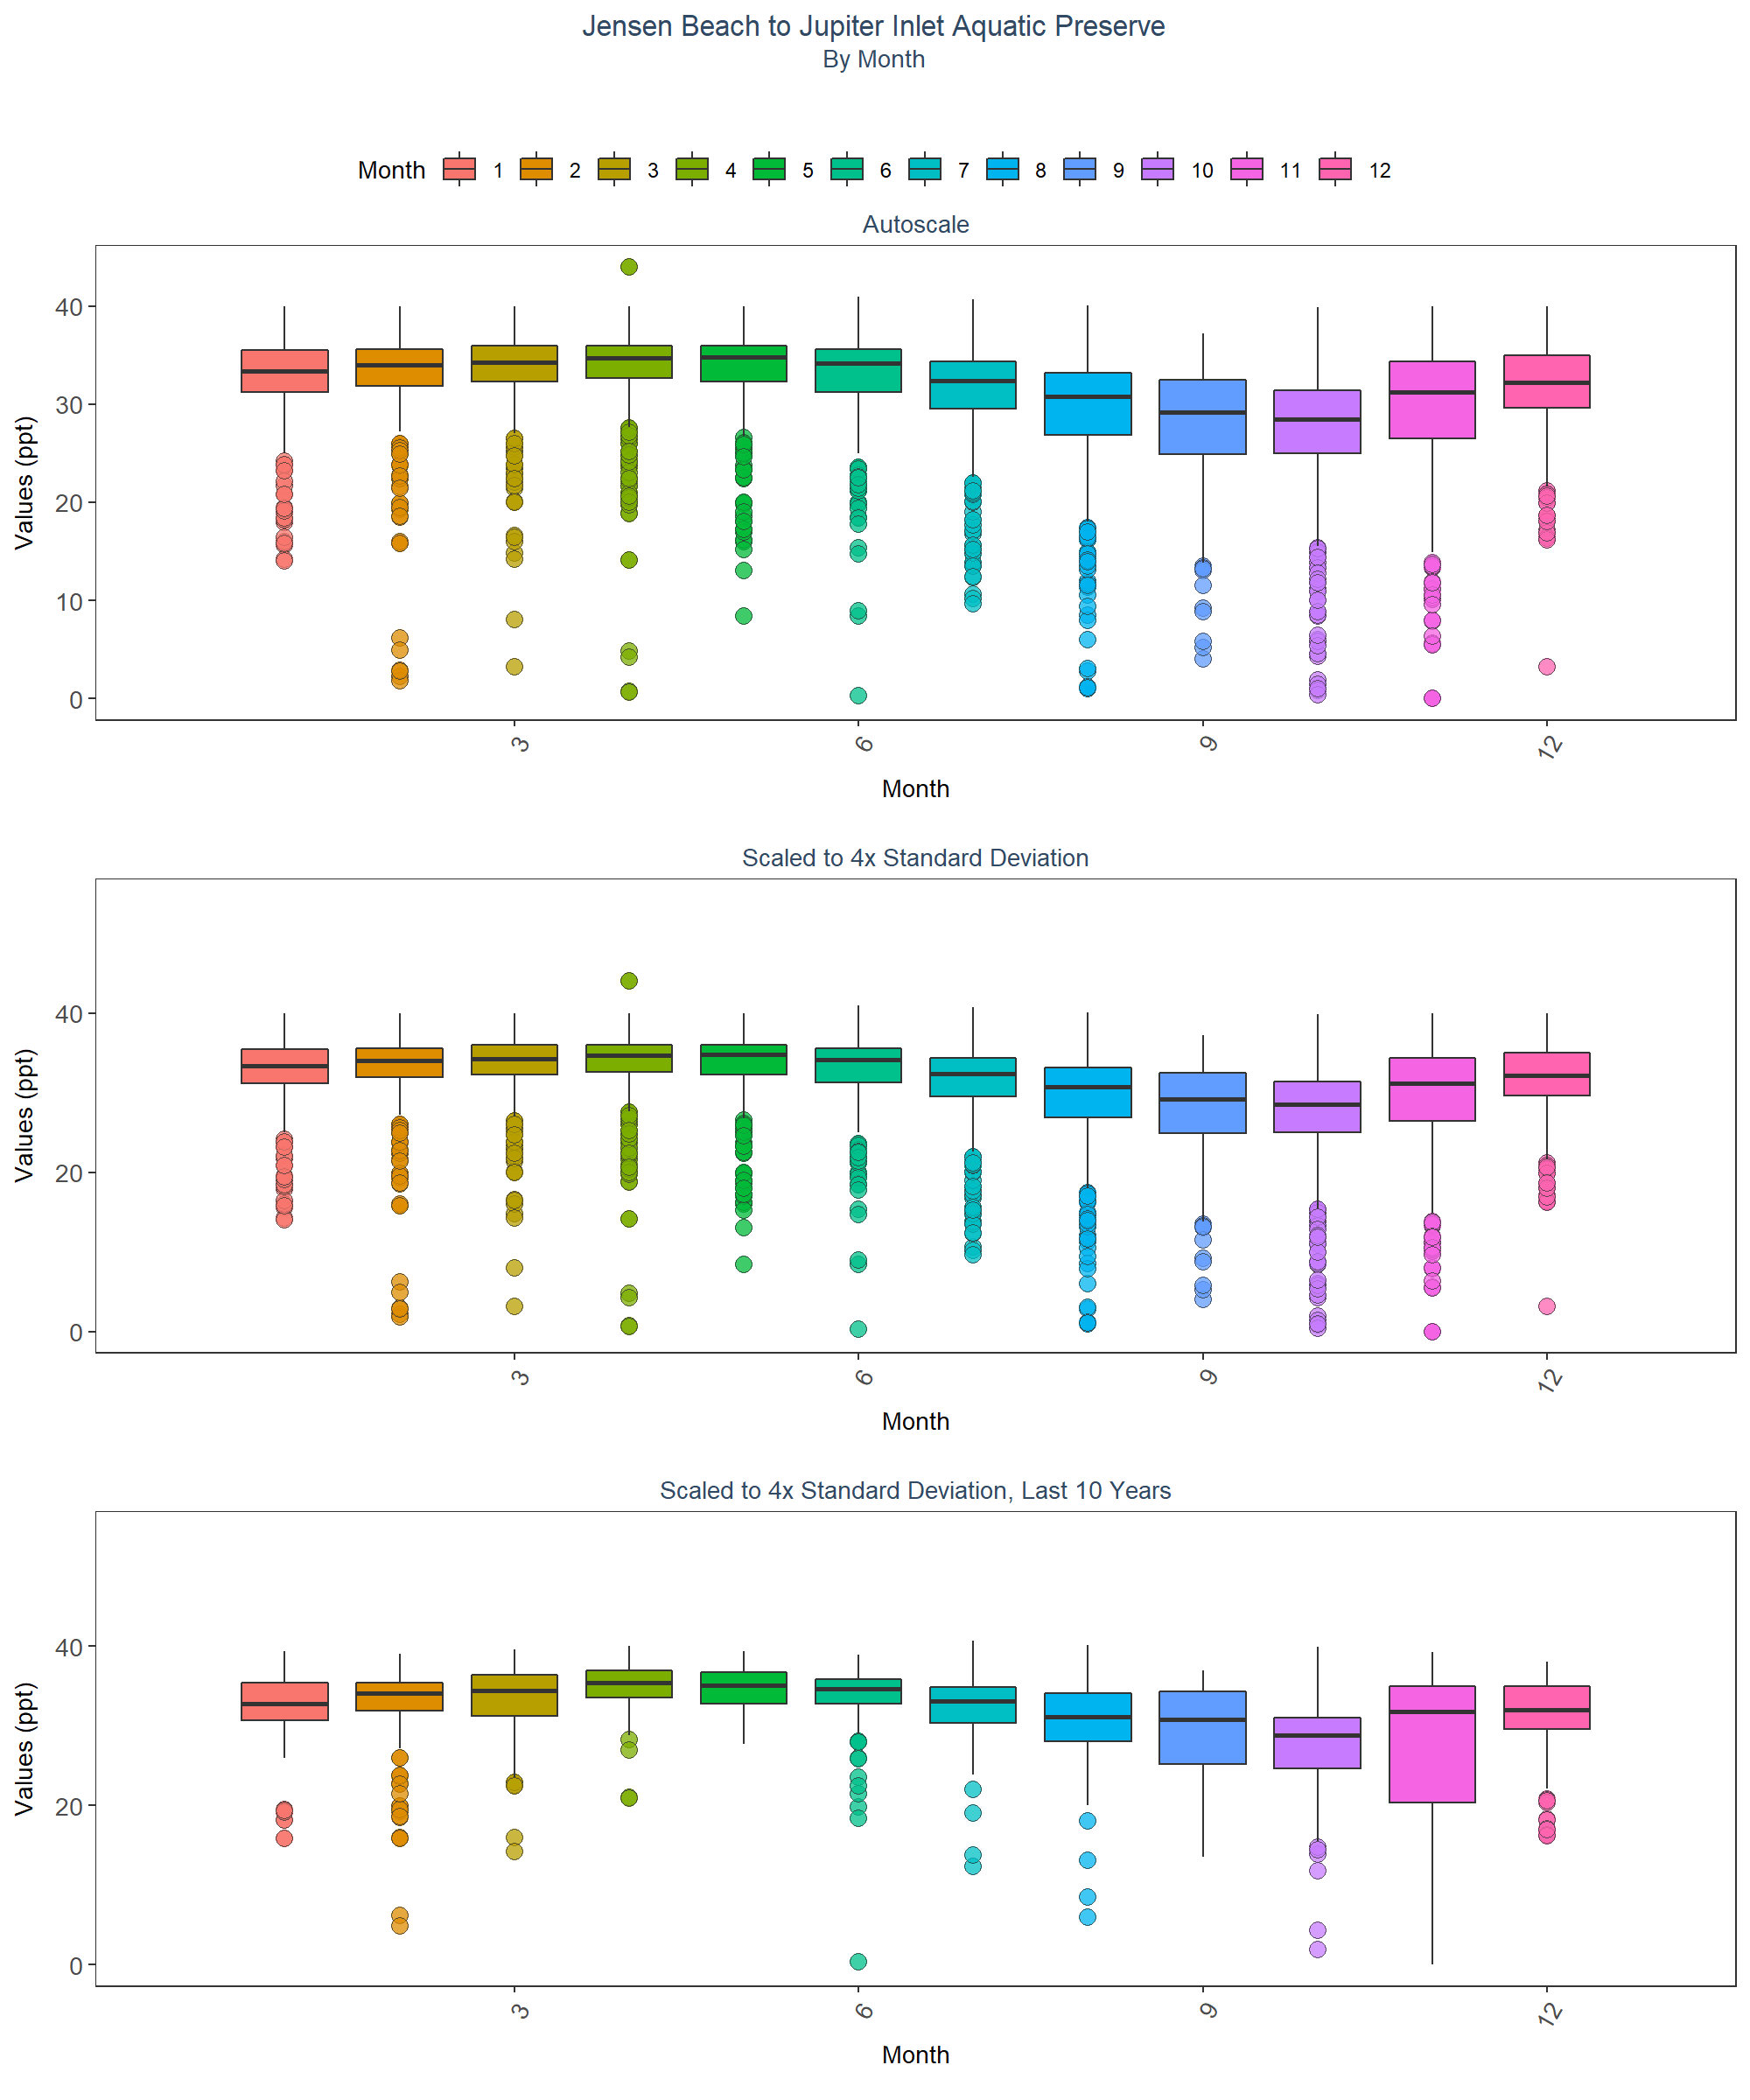 Jensen Beach to Jupiter Inlet Aquatic Preserve
By Month
Month 1 2 3 4 5 6 7 8 9 10 11 12
Autoscale
Values (ppt)
40
30
20
10
0
3 6 9 12
Month
Scaled to 4x Standard Deviation
Values (ppt)
40
20
0
3 6 9 12
Month
Scaled to 4x Standard Deviation, Last 10 Years
Values (ppt)
40
20
0
3 6 9 12
Month